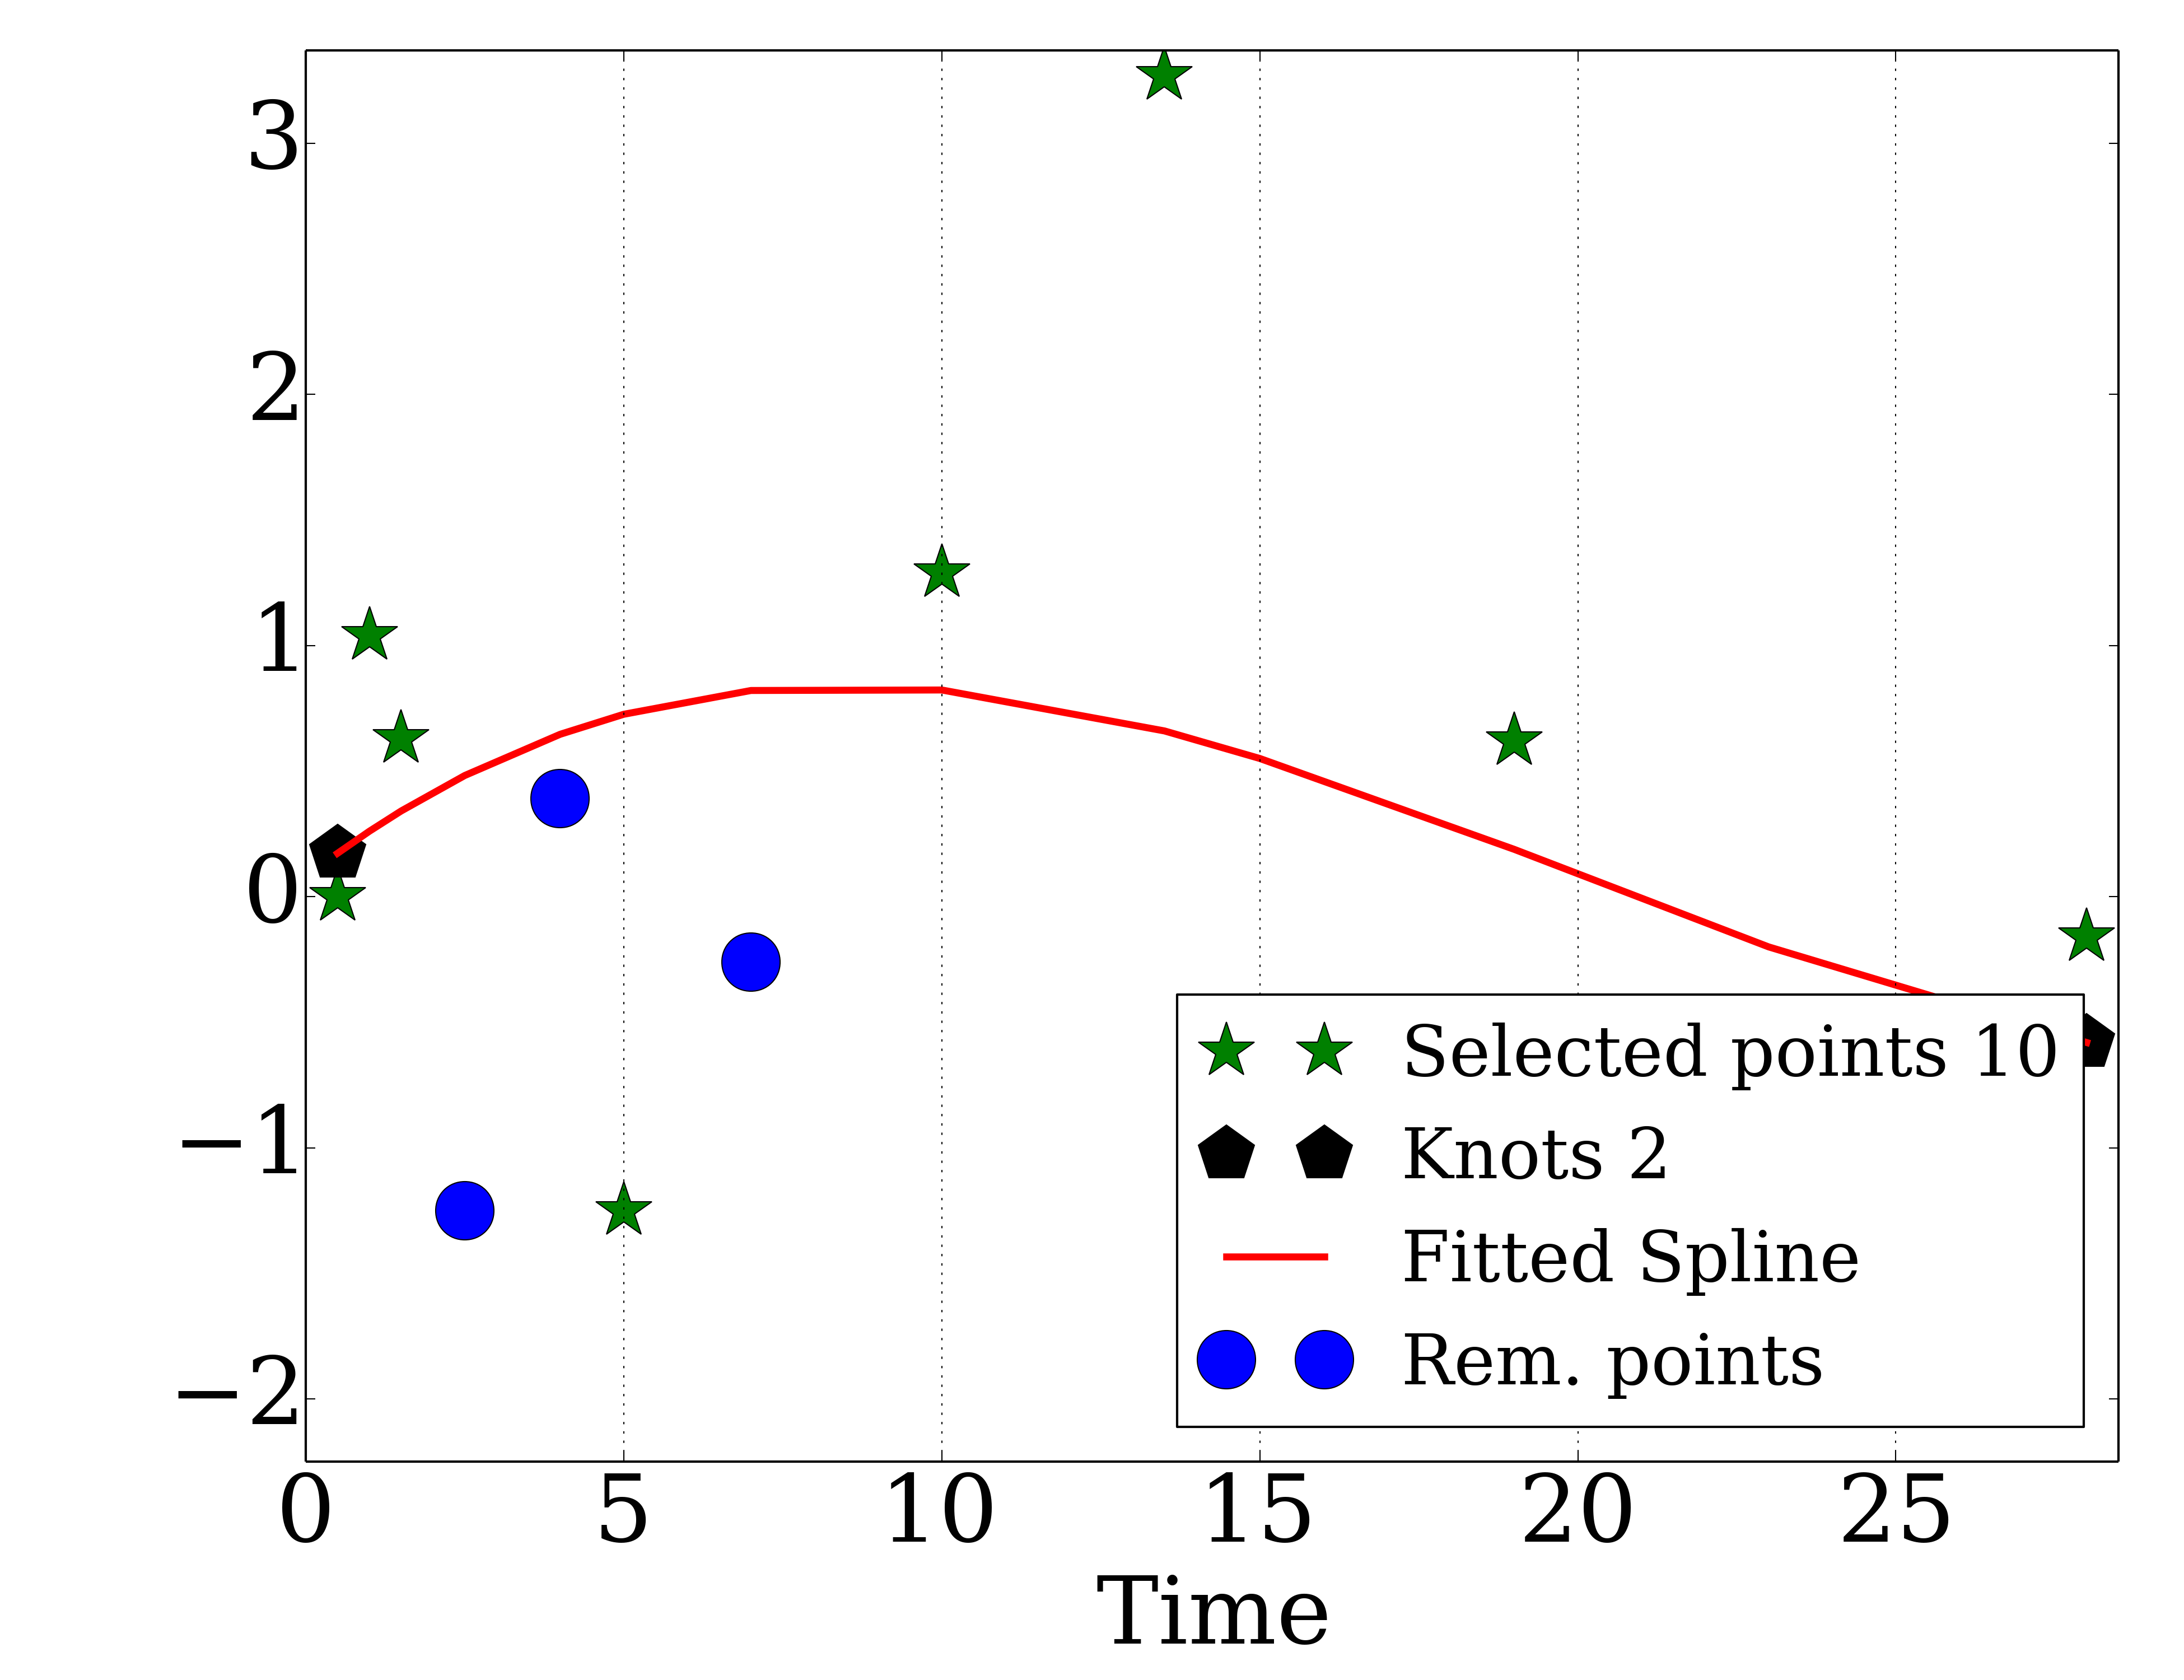 3
2
1
0
−1
−2
0 5 10 15 20 25
Time
Selected points 10
Knots 2
Fitted Spline
Rem. points